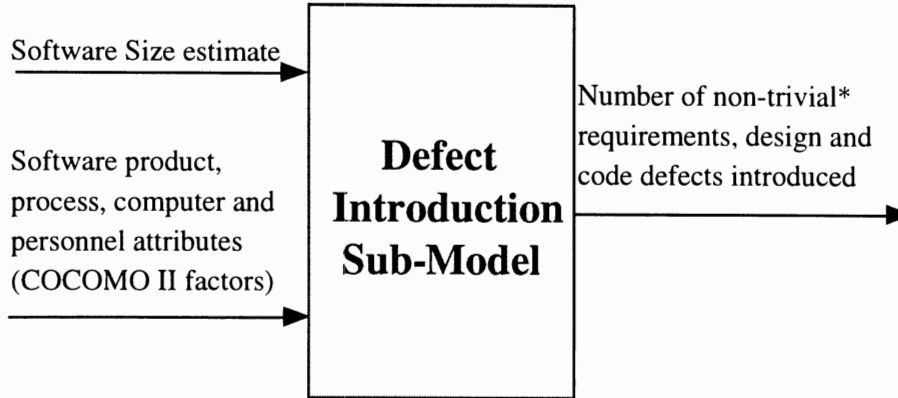 Software Size estimate
Software product,
process, computer and
personnel attributes
(COCOMO II factors)
Defect
Introduction
Sub-Model
Number of non-trivial*
requirements, design and
code defects introduced